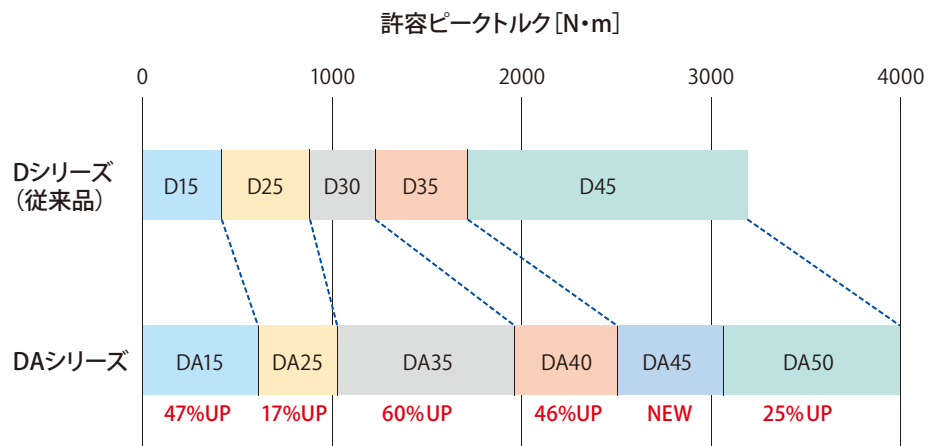 許容ピークトルク[N・m]
0 1000 2000 3000 4000
Dシリーズ
（従来品）
D15 D25 D30 D35 D45
DAシリーズ
DA15 DA25 DA35 DA40 DA45 DA50
47%UP 17%UP 60%UP 46%UP NEW 25%UP